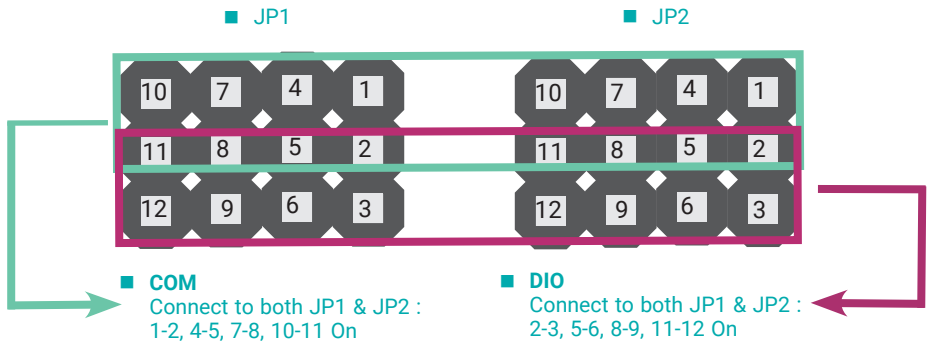 JP1
JP2
10 7 4 1 10 7 4 1
11 8 5 2 11 8 5 2
12 9 6 3 12 9 6 3
COM
Connect to both JP1 & JP2 :
1-2, 4-5, 7-8, 10-11 On
DIO
Connect to both JP1 & JP2 :
2-3, 5-6, 8-9, 11-12 On